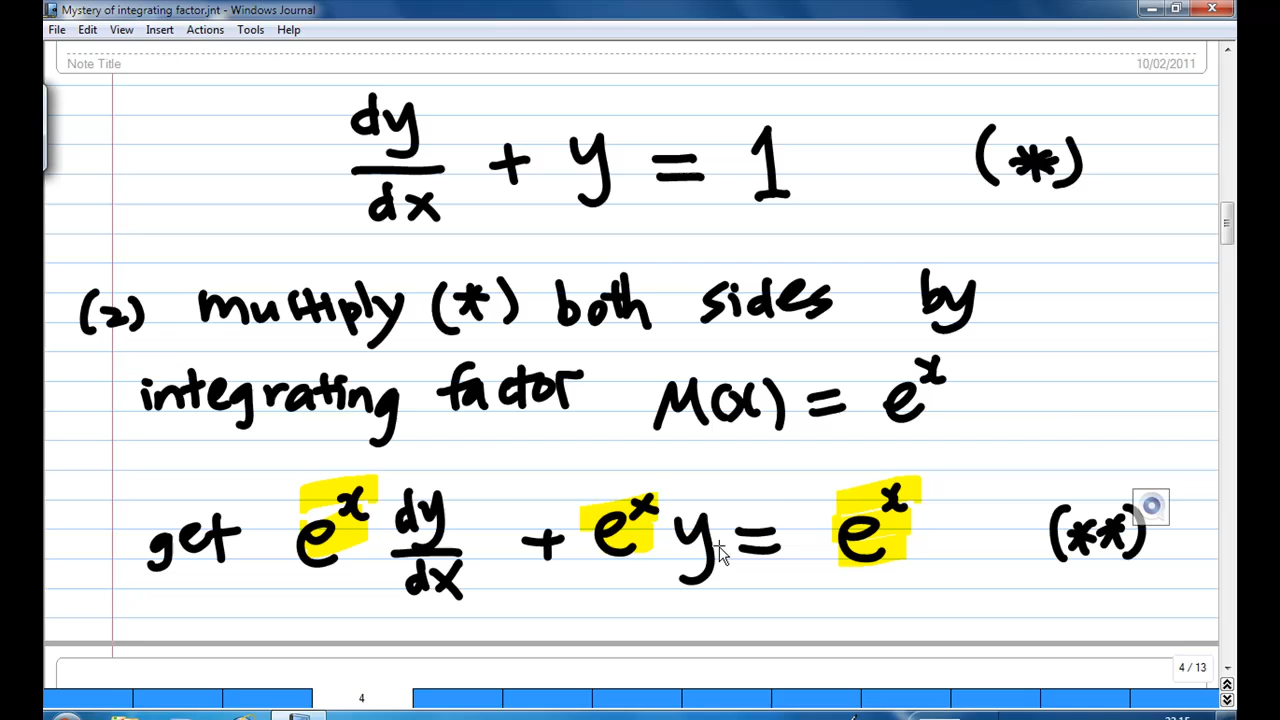 Mystery of integrating factor.jnt - Windows Journal
File Edit View Insert Actions Tools Help
Note Title 10/02/2011
dy/dx + y = 1 (*)
(2) multiply (*) both sides by
integrating factor μ(x) = e^x
get e^x dy/dx + e^x y = e^x (**)
4 / 13
4